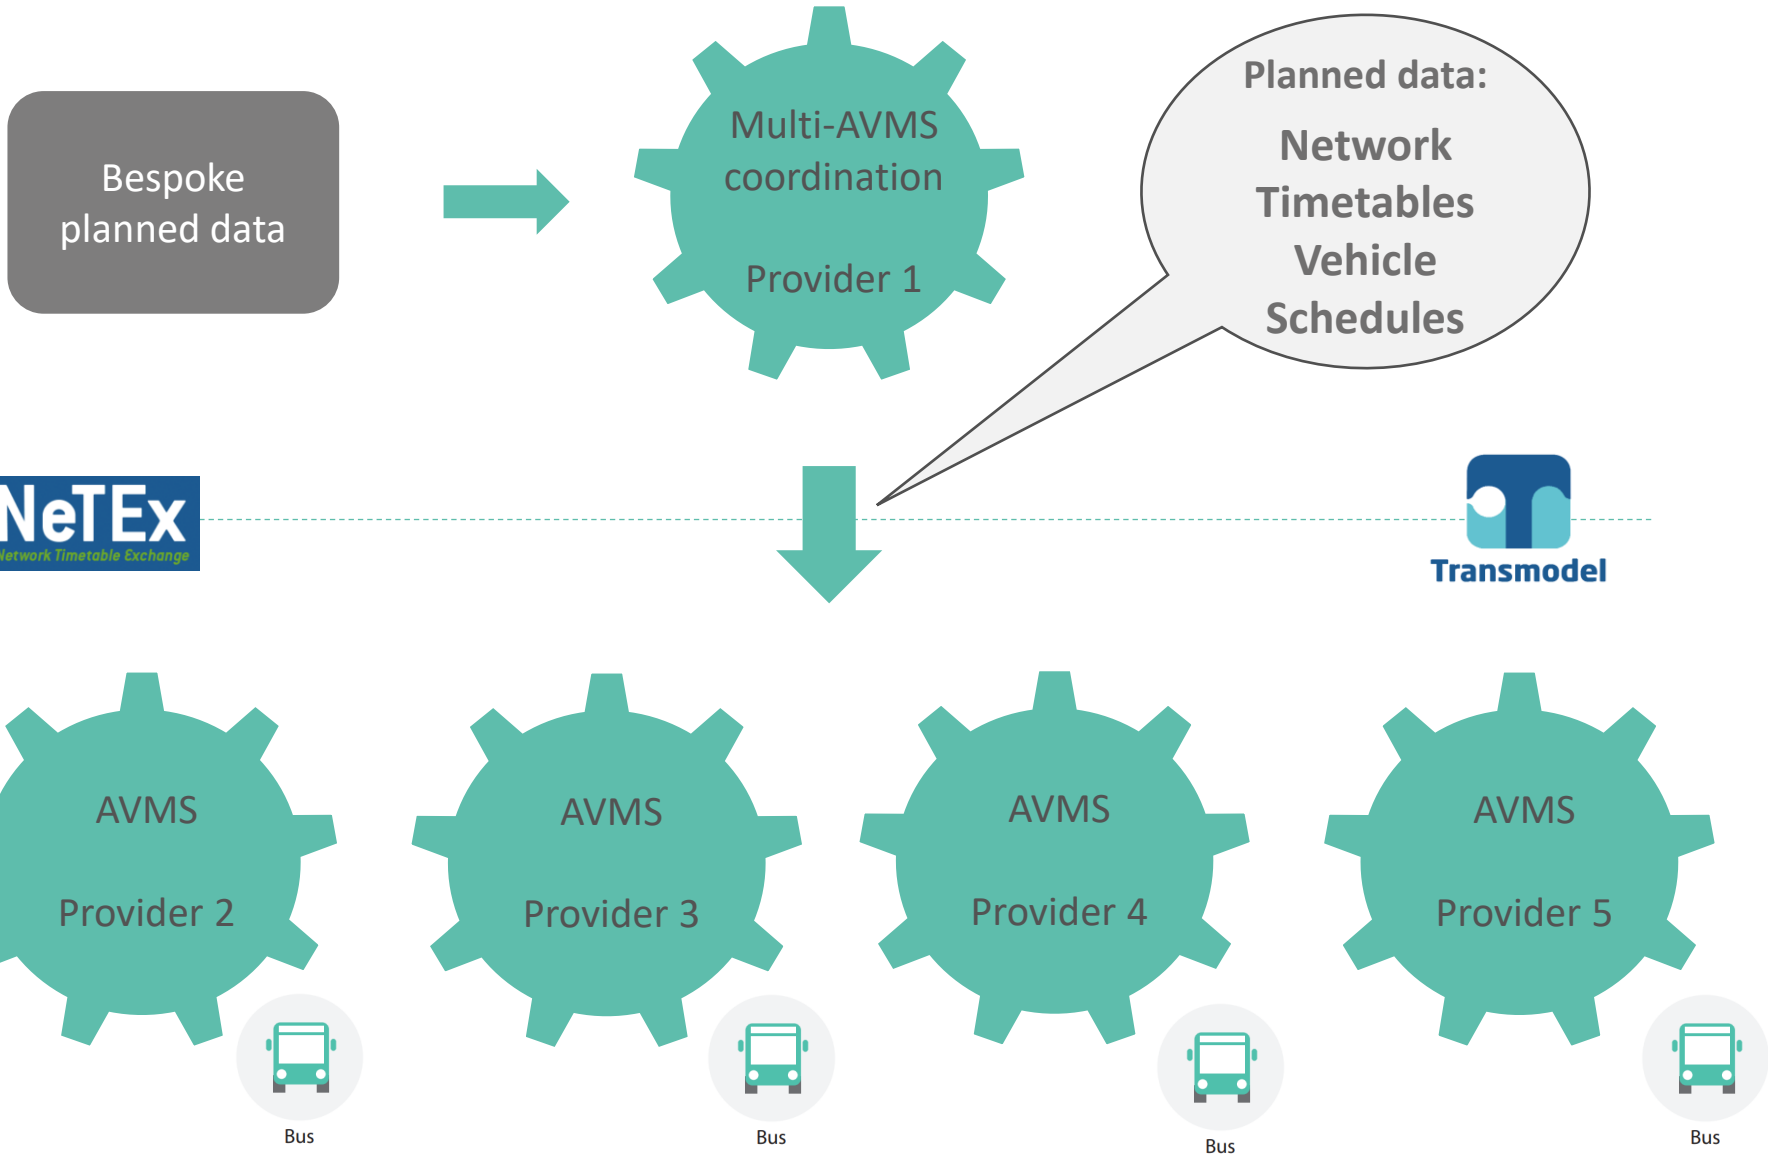 Bespoke
planned data
Multi-AVMS
coordination
Provider 1
Planned data:
Network
Timetables
Vehicle
Schedules
NeTEx
Network Timetable Exchange
Transmodel
AVMS
Provider 2
AVMS
Provider 3
AVMS
Provider 4
AVMS
Provider 5
Bus
Bus
Bus
Bus